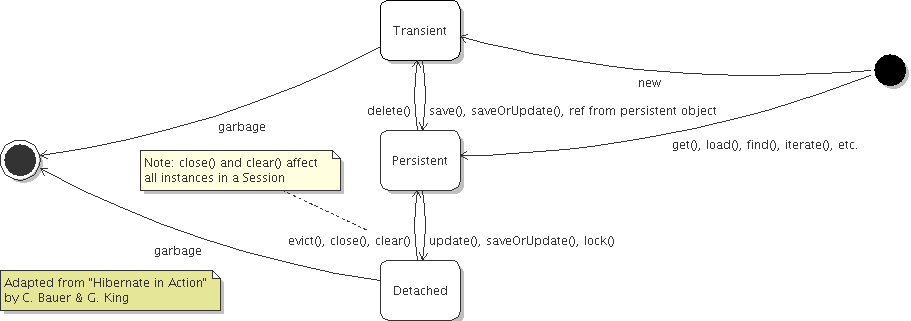 Transient
new
delete()
save(), saveOrUpdate(), ref from persistent object
garbage
get(), load(), find(), iterate(), etc.
Persistent
Note: close() and clear() affect
all instances in a Session
evict(), close(), clear()
update(), saveOrUpdate(), lock()
garbage
Adapted from "Hibernate in Action"
by C. Bauer & G. King
Detached